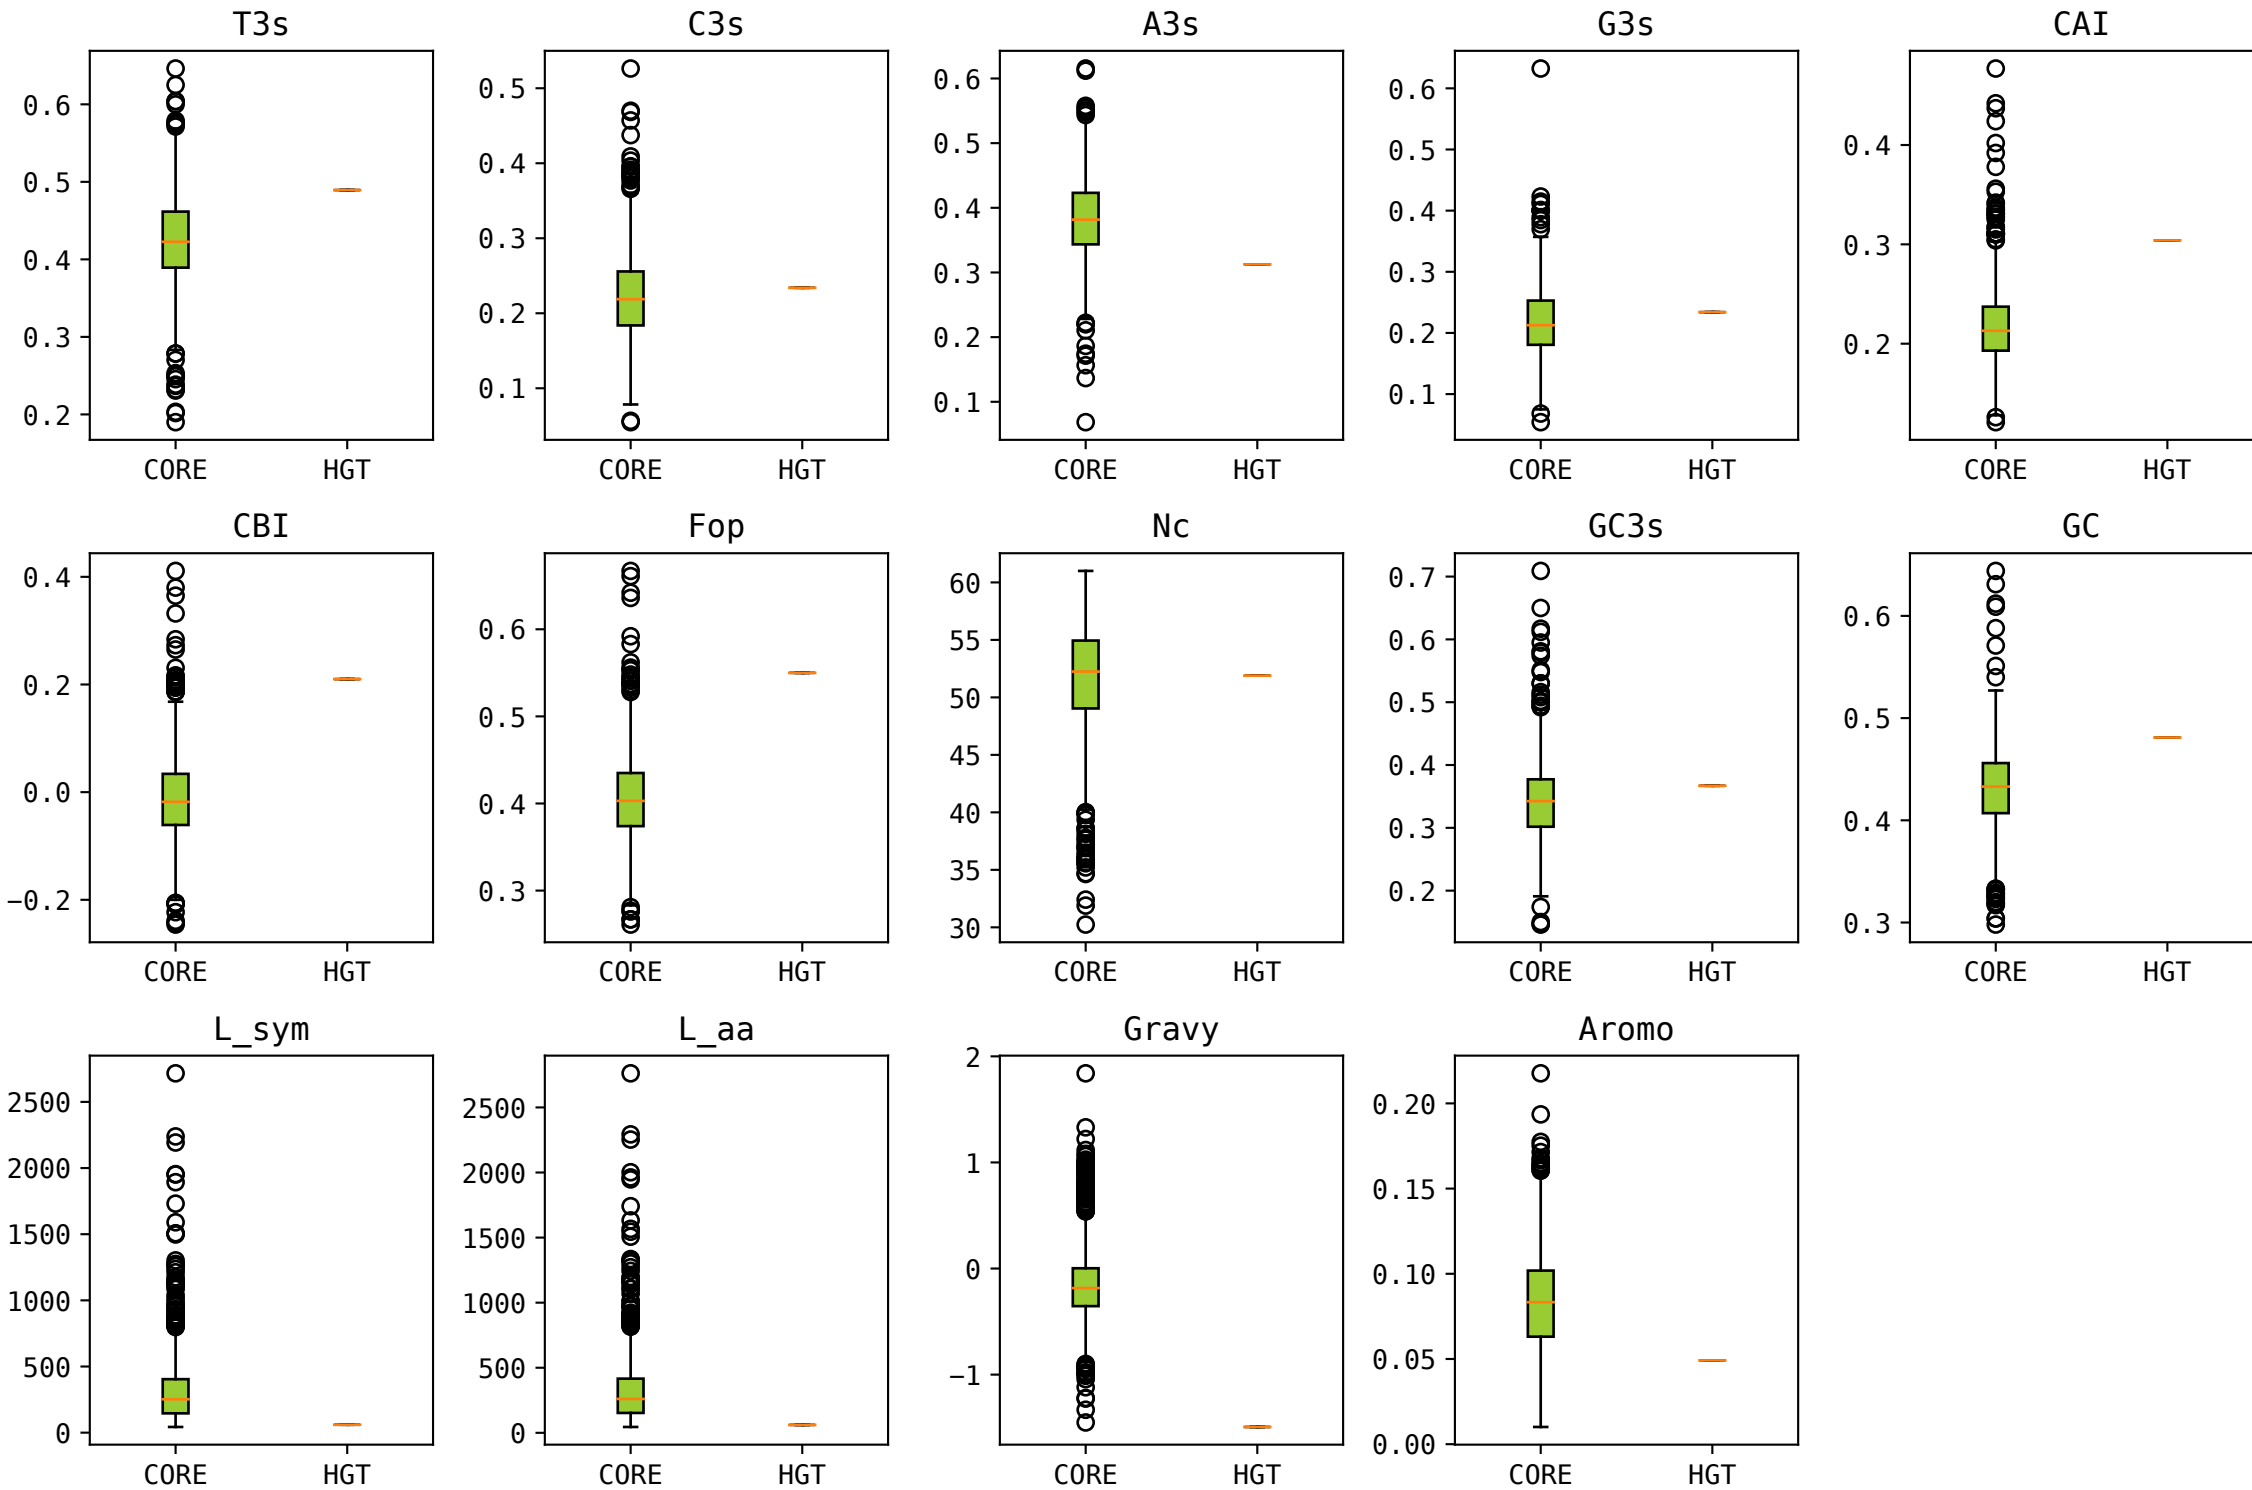 T3s C3s A3s G3s CAI
0.6 0.5 0.4 0.3 0.2
0.5 0.4 0.3 0.2 0.1
0.6 0.5 0.4 0.3 0.2 0.1
0.6 0.5 0.4 0.3 0.2 0.1
0.4 0.3 0.2
CORE HGT CORE HGT CORE HGT CORE HGT CORE HGT
CBI Fop Nc GC3s GC
0.4 0.2 0.0 −0.2
0.6 0.5 0.4 0.3
60 55 50 45 40 35 30
0.7 0.6 0.5 0.4 0.3 0.2
0.6 0.5 0.4 0.3
CORE HGT CORE HGT CORE HGT CORE HGT CORE HGT
L_sym L_aa Gravy Aromo
2500 2000 1500 1000 500 0
2500 2000 1500 1000 500 0
2 1 0 −1
0.20 0.15 0.10 0.05 0.00
CORE HGT CORE HGT CORE HGT CORE HGT